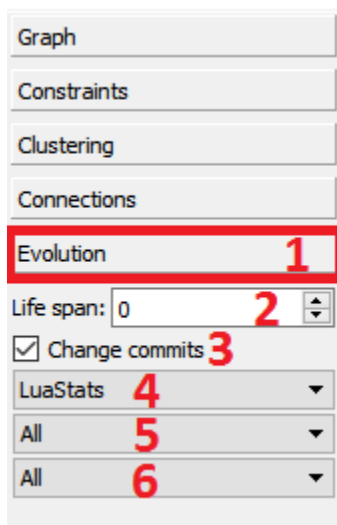 Graph
Constraints
Clustering
Connections
Evolution 1
Life span: 0 2
Change commits 3
LuaStats 4
All 5
All 6